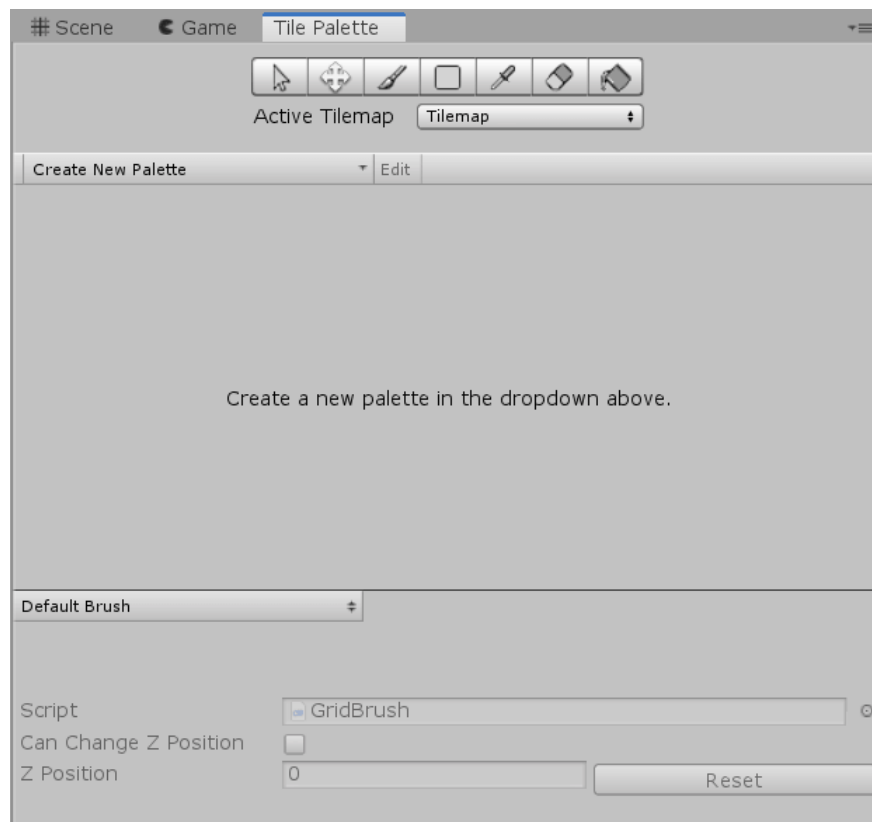 Scene Game Tile Palette
Active Tilemap Tilemap
Create New Palette Edit
Create a new palette in the dropdown above.
Default Brush
Script GridBrush
Can Change Z Position
Z Position 0 Reset